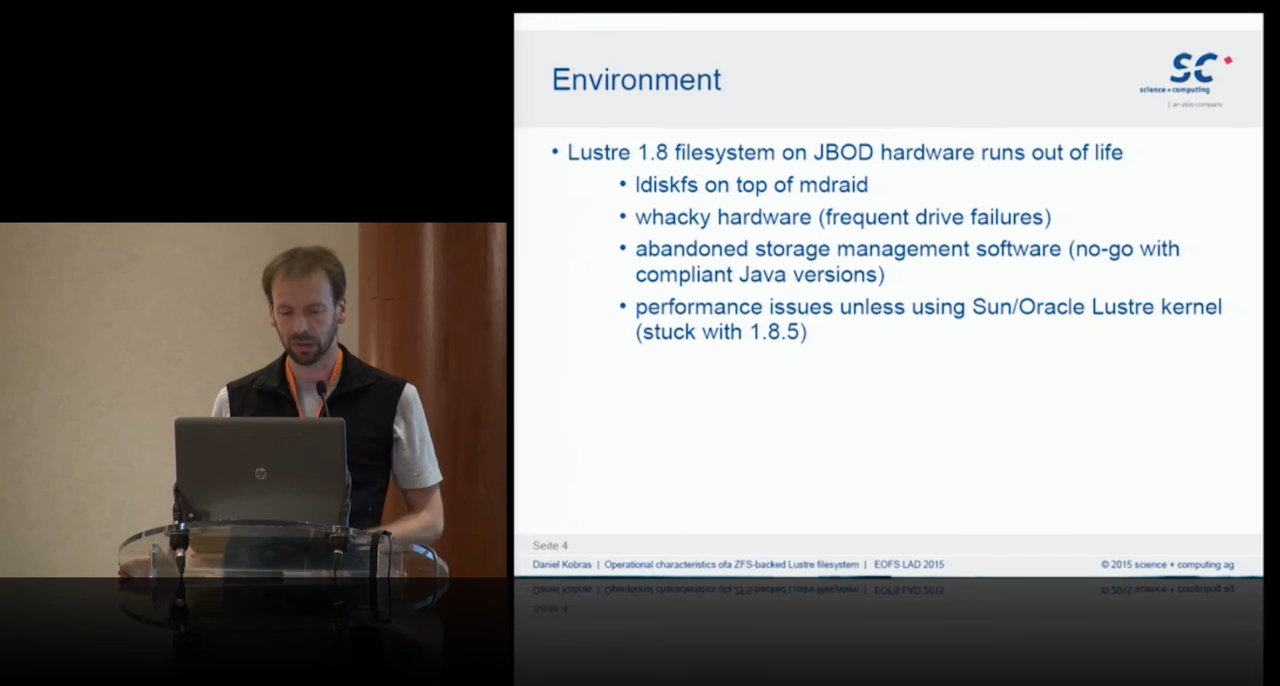 Environment
SC
science + computing
| an atos company
• Lustre 1.8 filesystem on JBOD hardware runs out of life
• ldiskfs on top of mdraid
• whacky hardware (frequent drive failures)
• abandoned storage management software (no-go with
compliant Java versions)
• performance issues unless using Sun/Oracle Lustre kernel
(stuck with 1.8.5)
Seite 4
Daniel Kobras | Operational characteristics ofa ZFS-backed Lustre filesystem | EOFS LAD 2015
© 2015 science + computing ag